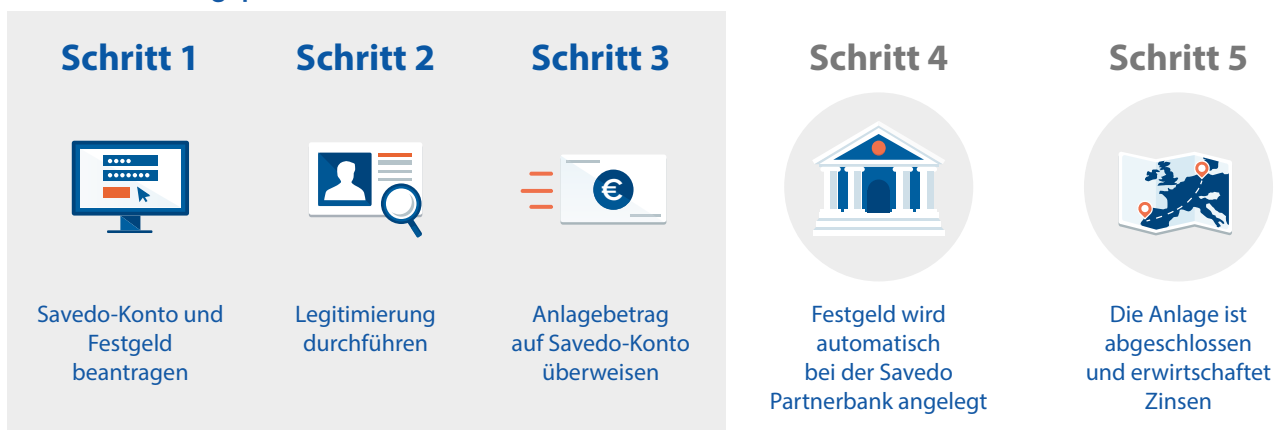 Schritt 1
Savedo-Konto und
Festgeld
beantragen
Schritt 2
Legitimierung
durchführen
Schritt 3
€
Anlagebetrag
auf Savedo-Konto
überweisen
Schritt 4
Festgeld wird
automatisch
bei der Savedo
Partnerbank angelegt
Schritt 5
Die Anlage ist
abgeschlossen
und erwirtschaftet
Zinsen